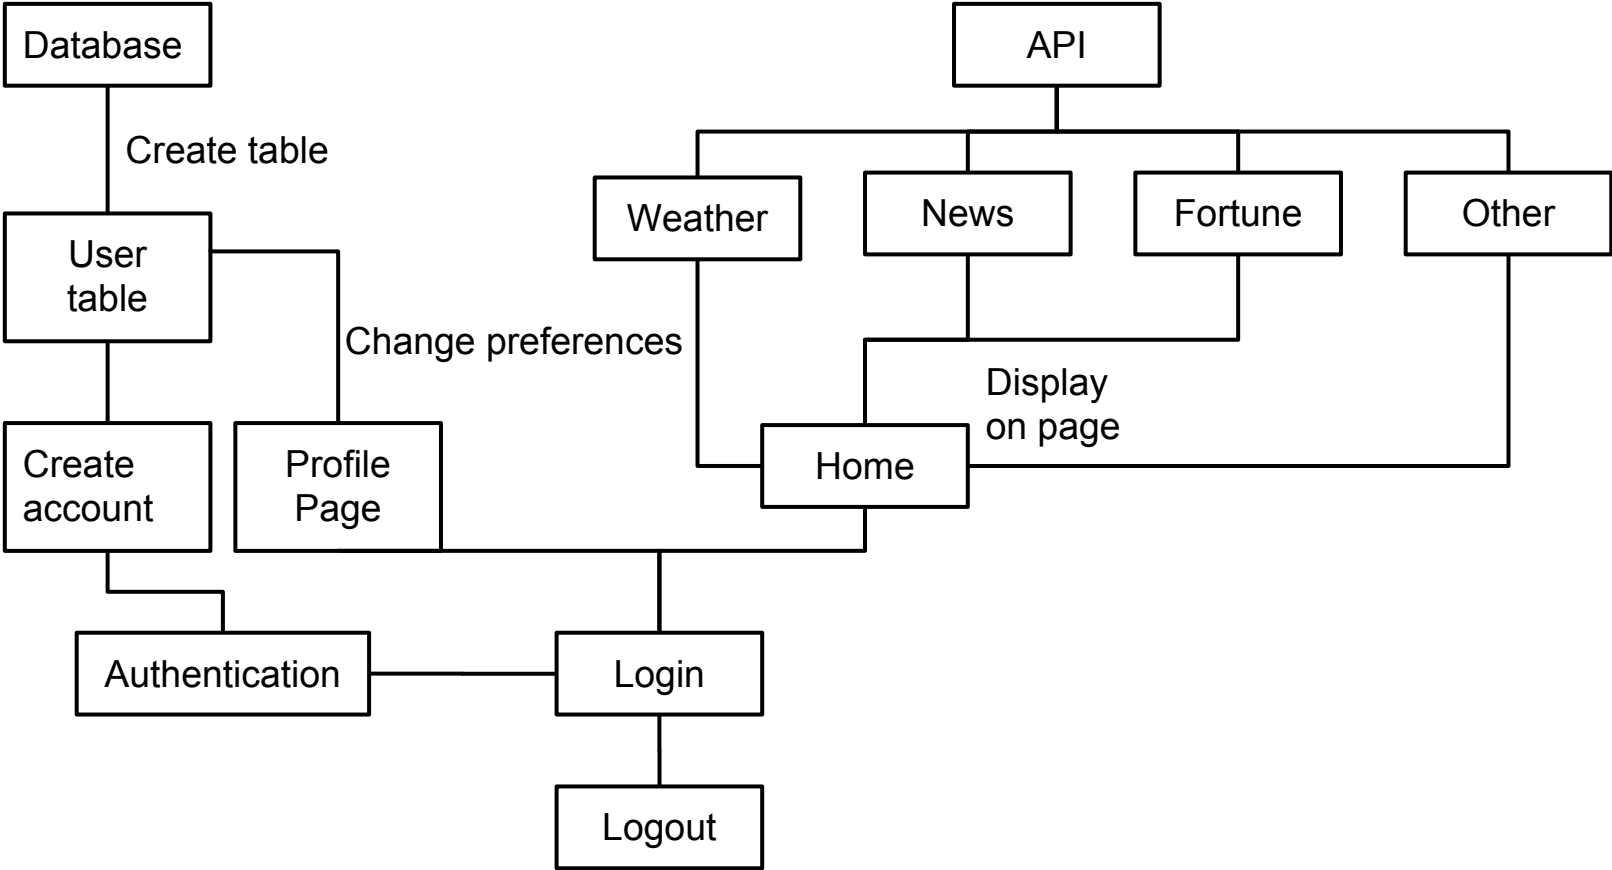 Database
API
Create table
Weather
News
Fortune
Other
User
table
Change preferences
Display
on page
Create
account
Profile
Page
Home
Authentication
Login
Logout